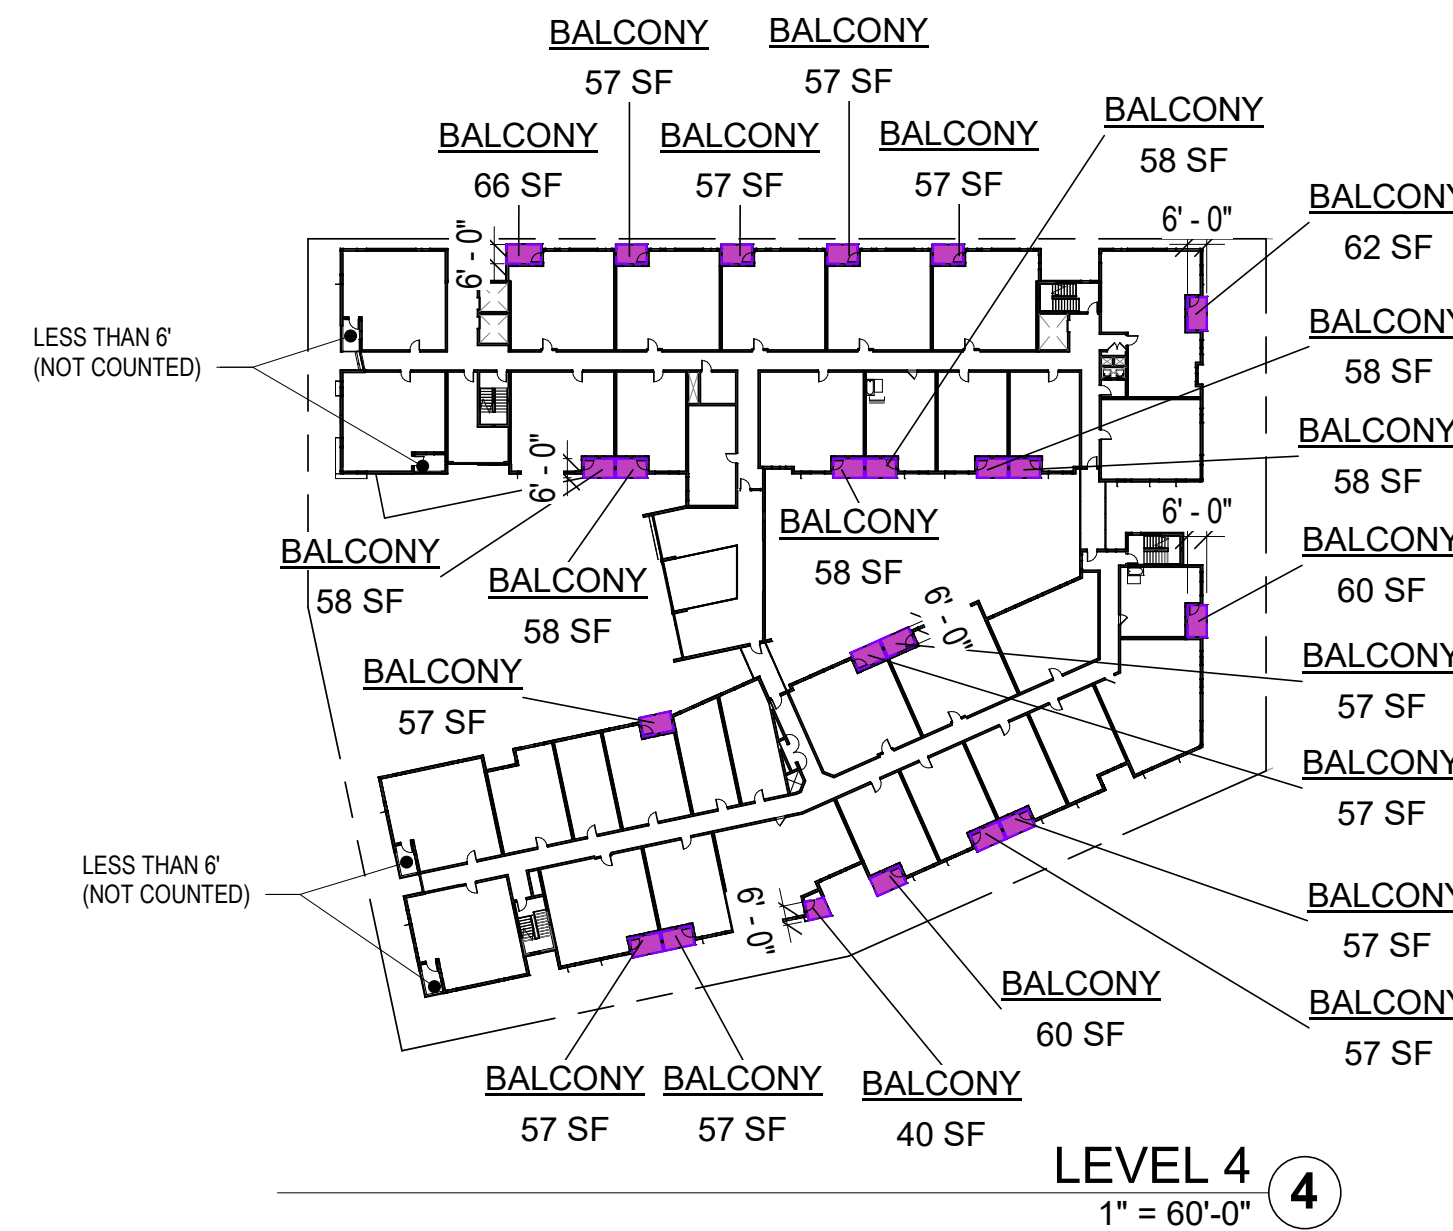 BALCONY
57 SF
BALCONY
57 SF
BALCONY
66 SF
BALCONY
57 SF
BALCONY
57 SF
BALCONY
58 SF
BALCONY
62 SF
6' - 0"
6' - 0"
LESS THAN 6'
(NOT COUNTED)
BALCONY
58 SF
BALCONY
58 SF
6' - 0"
6' - 0"
BALCONY
58 SF
BALCONY
58 SF
BALCONY
58 SF
BALCONY
60 SF
6' - 0"
BALCONY
57 SF
BALCONY
57 SF
BALCONY
57 SF
LESS THAN 6'
(NOT COUNTED)
6' - 0"
BALCONY
57 SF
BALCONY
60 SF
BALCONY
57 SF
BALCONY
57 SF
BALCONY
57 SF
BALCONY
40 SF
LEVEL 4
4
1" = 60'-0"